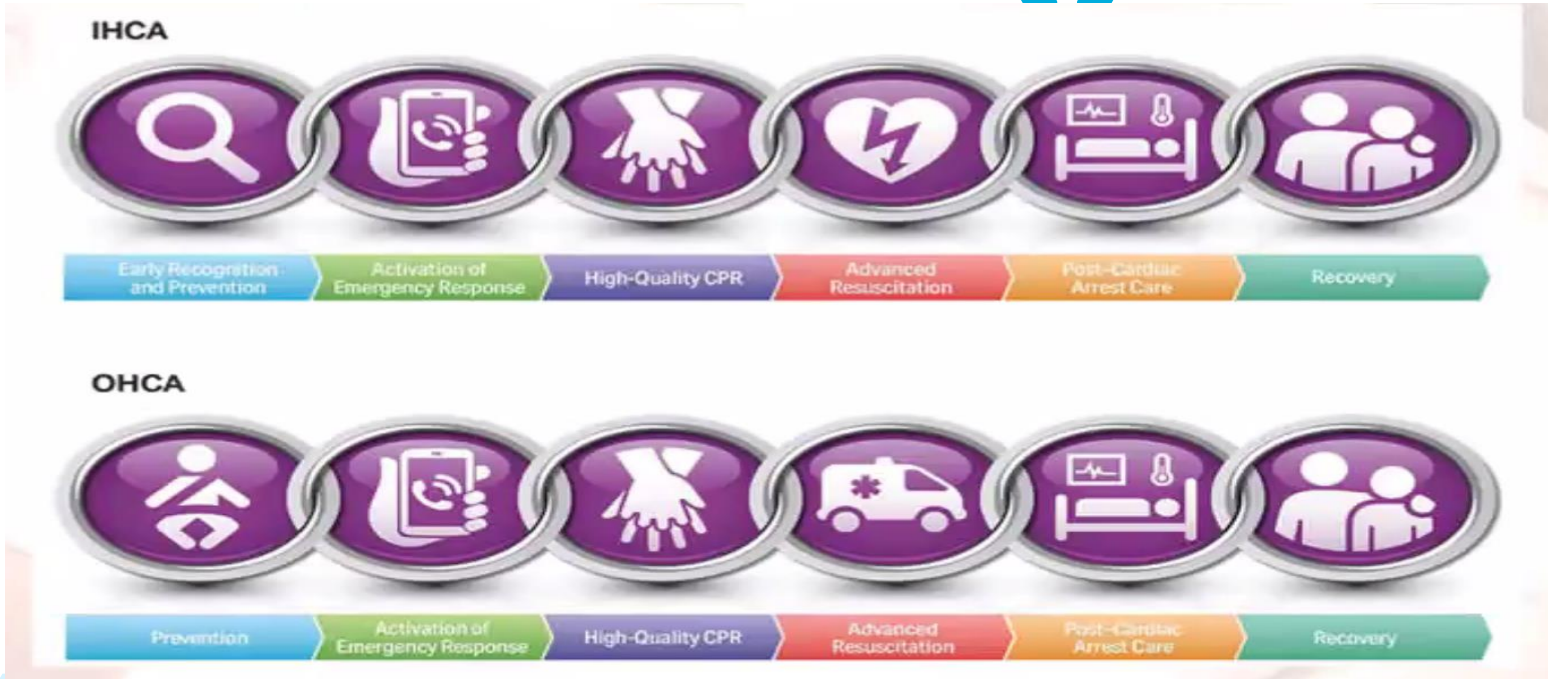 IHCA
Early Recognition
and Prevention
Activation of
Emergency Response
High-Quality CPR
Advanced
Resuscitation
Post-Cardiac
Arrest Care
Recovery
OHCA
Prevention
Activation of
Emergency Response
High-Quality CPR
Advanced
Resuscitation
Post-Cardiac
Arrest Care
Recovery